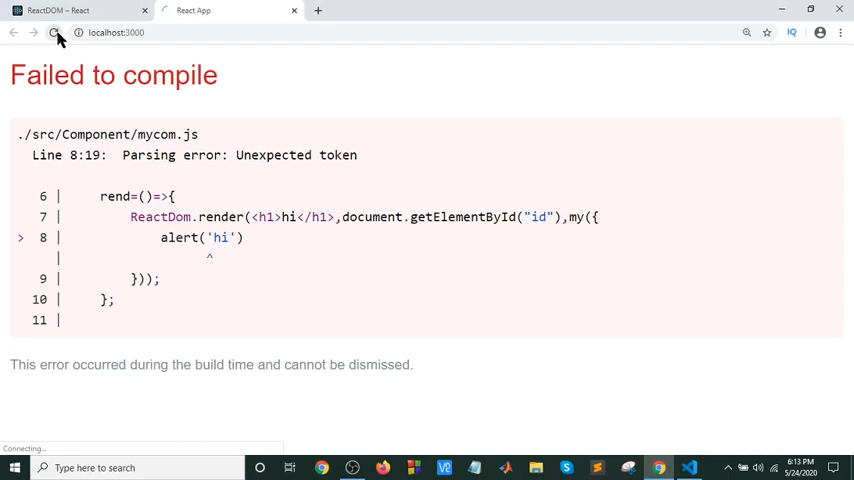 ReactDOM – React
React App
localhost:3000
IQ
Failed to compile
./src/Component/mycom.js
Line 8:19: Parsing error: Unexpected token
6 | rend=()=>{
7 | ReactDom.render(<h1>hi</h1>,document.getElementById("id"),my({
> 8 | alert('hi')
| ^
9 | }));
10 | };
11 |
This error occurred during the build time and cannot be dismissed.
Connecting...
Type here to search
6:13 PM
5/24/2020